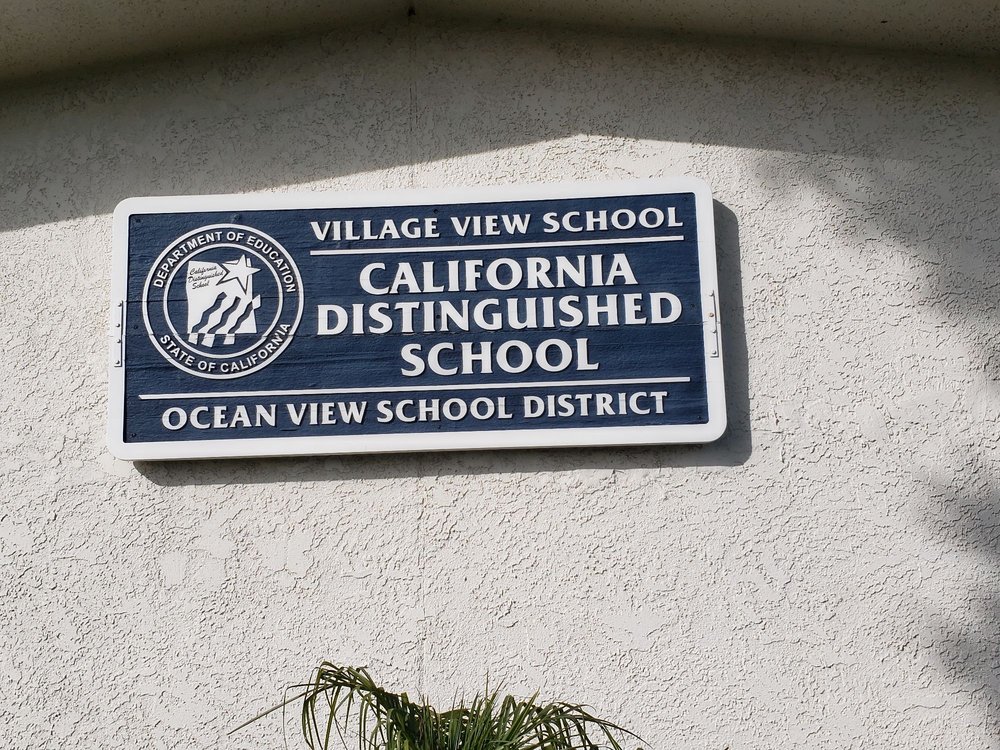 VILLAGE VIEW SCHOOL
DEPARTMENT OF EDUCATION
California
Distinguished
School
STATE OF CALIFORNIA
CALIFORNIA
DISTINGUISHED
SCHOOL
OCEAN VIEW SCHOOL DISTRICT